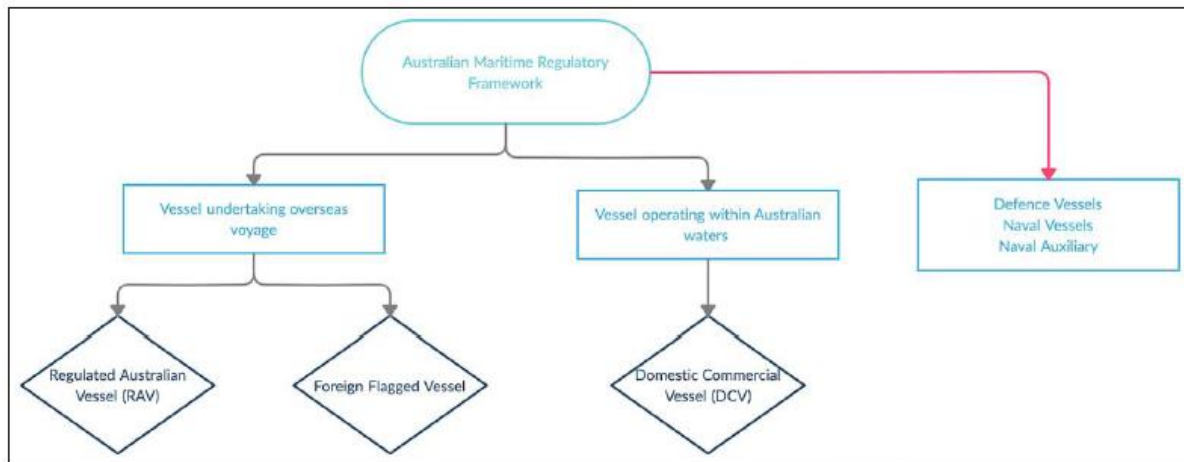 Australian Maritime Regulatory
Framework
Vessel undertaking overseas
voyage
Vessel operating within Australian
waters
Defence Vessels
Naval Vessels
Naval Auxiliary
Regulated Australian
Vessel (RAV)
Foreign Flagged Vessel
Domestic Commercial
Vessel (DCV)